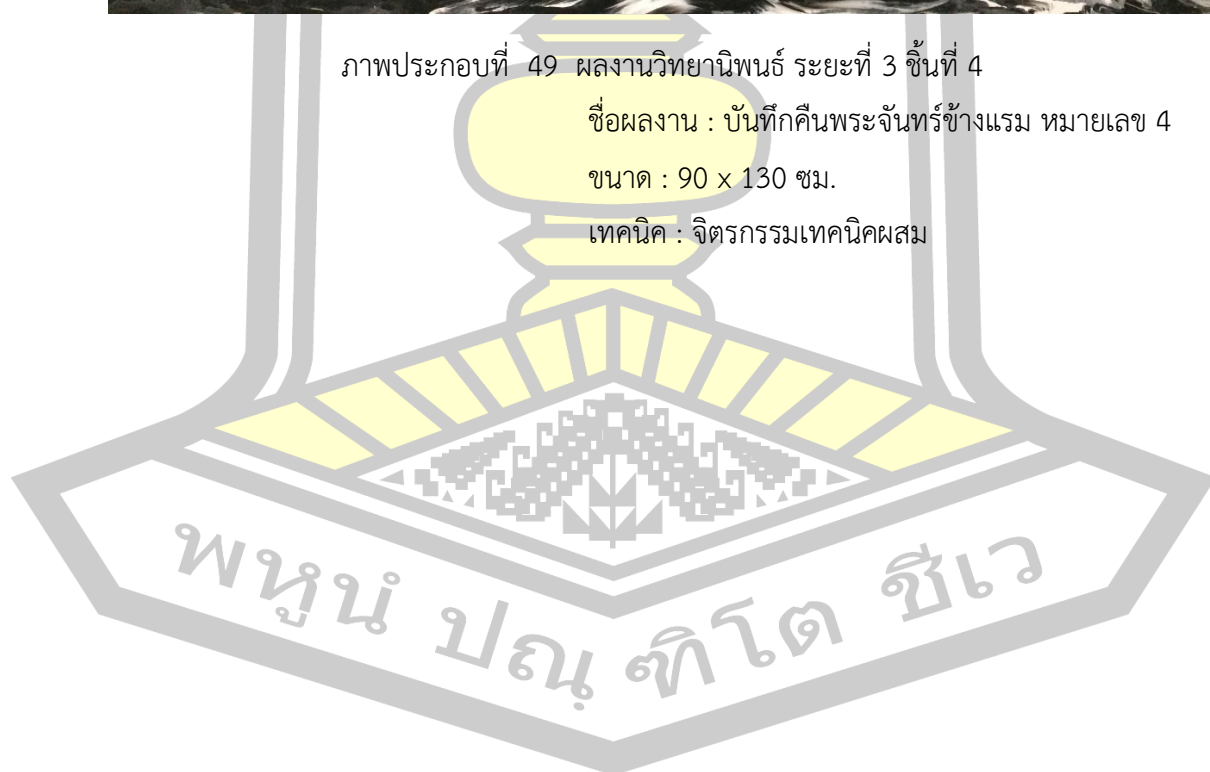 ภาพประกอบที่ 49 ผลงานวิทยานิพนธ์ ระยะที่ 3 ชิ้นที่ 4
ชื่อผลงาน : บันทึกคืนพระจันทร์ข้างแรม หมายเลข 4
ขนาด : 90 x 130 ซม.
เทคนิค : จิตรกรรมเทคนิคผสม
พหูนํ ปณฺฑิโต ชีเว